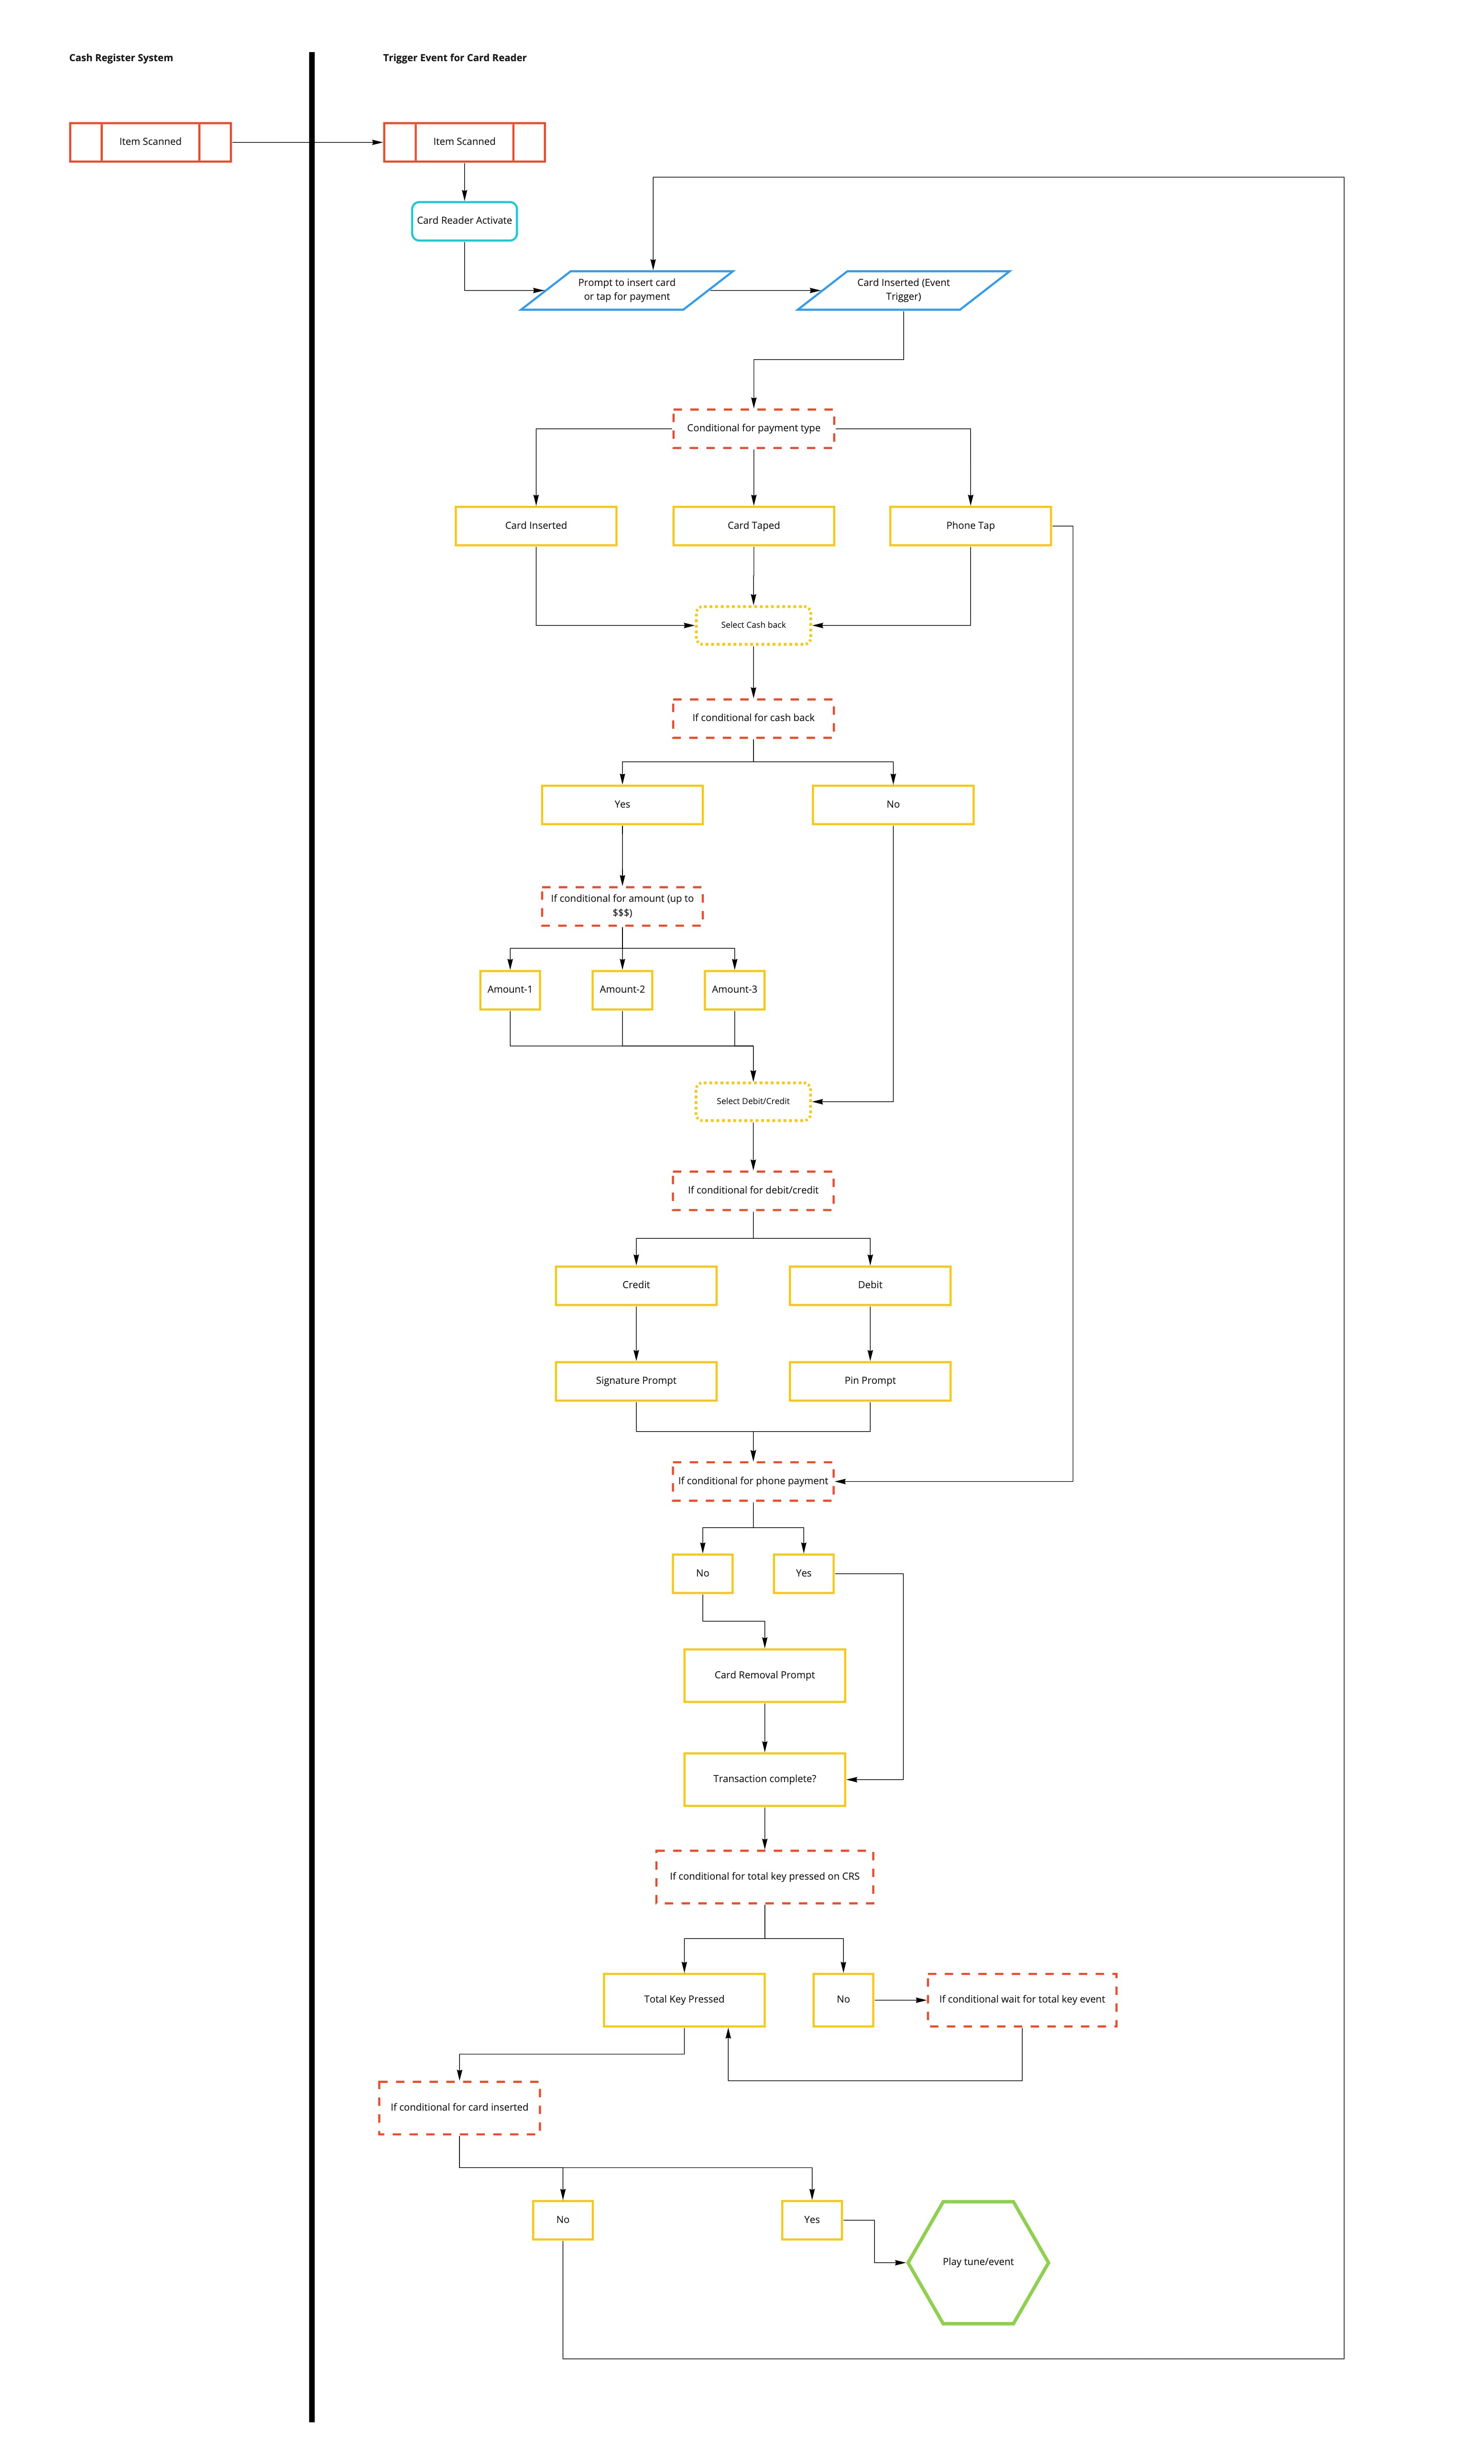 Cash Register System
Trigger Event for Card Reader
Item Scanned
Item Scanned
Card Reader Activate
Prompt to insert card
or tap for payment
Card Inserted (Event
Trigger)
Conditional for payment type
Card Inserted
Card Taped
Phone Tap
Select Cash back
If conditional for cash back
Yes
No
If conditional for amount (up to
$$$)
Amount-1
Amount-2
Amount-3
Select Debit/Credit
If conditional for debit/credit
Credit
Debit
Signature Prompt
Pin Prompt
If conditional for phone payment
No
Yes
Card Removal Prompt
Transaction complete?
If conditional for total key pressed on CRS
Total Key Pressed
No
If conditional wait for total key event
If conditional for card inserted
No
Yes
Play tune/event